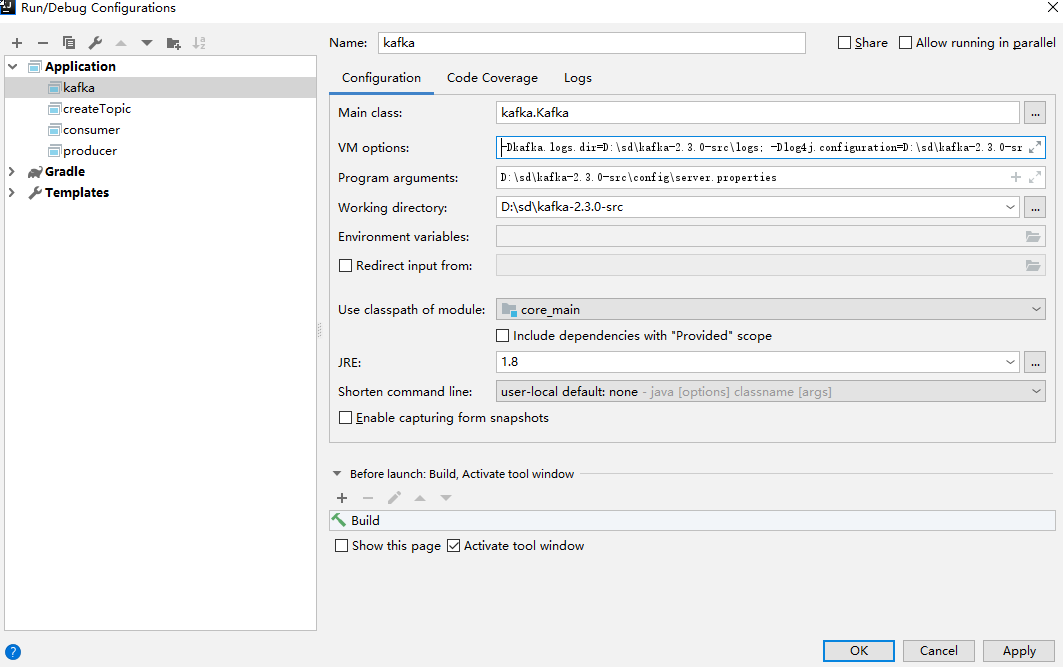 Run/Debug Configurations
Name: kafka
Share
Allow running in parallel
Application
kafka
createTopic
consumer
producer
Gradle
Templates
Configuration Code Coverage Logs
Main class: kafka.Kafka ...
VM options: -Dkafka.logs.dir=D:\sd\kafka-2.3.0-src\logs; -Dlog4j.configuration=D:\sd\kafka-2.3.0-sr
Program arguments: D:\sd\kafka-2.3.0-src\config\server.properties
Working directory: D:\sd\kafka-2.3.0-src ...
Environment variables:
Redirect input from:
Use classpath of module: core_main
Include dependencies with "Provided" scope
JRE: 1.8 ...
Shorten command line: user-local default: none - java [options] classname [args]
Enable capturing form snapshots
Before launch: Build, Activate tool window
Build
Show this page Activate tool window
? OK Cancel Apply